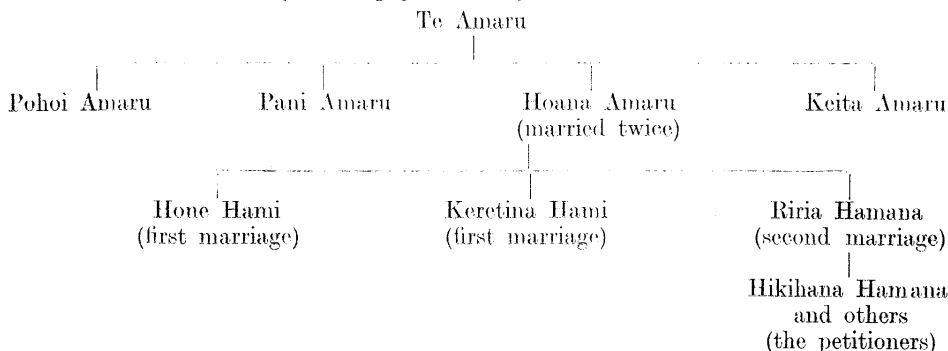 Te Amaru
Pohoi Amaru Pani Amaru Hoana Amaru Keita Amaru
(married twice)
Hone Hami Keretina Hami Riria Hamana
(first marriage) (first marriage) (second marriage)
Hikihana Hamana
and others
(the petitioners)